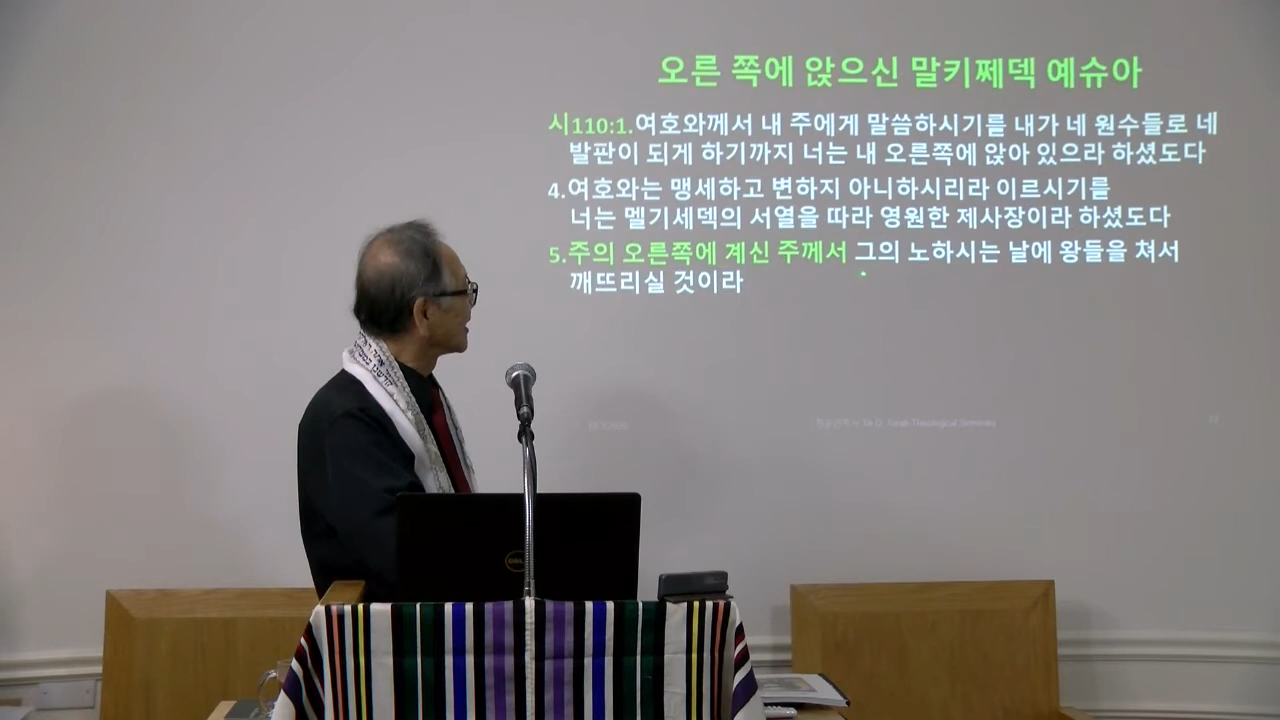 오른 쪽에 앉으신 말키쩨덱 예슈아
시110:1.여호와께서 내 주에게 말씀하시기를 내가 네 원수들로 네
발판이 되게 하기까지 너는 내 오른쪽에 앉아 있으라 하셨도다
4.여호와는 맹세하고 변하지 아니하시리라 이르시기를
너는 멜기세덱의 서열을 따라 영원한 제사장이라 하셨도다
5.주의 오른쪽에 계신 주께서 그의 노하시는 날에 왕들을 쳐서
깨뜨리실 것이라
Torah Theological Seminary
DELL